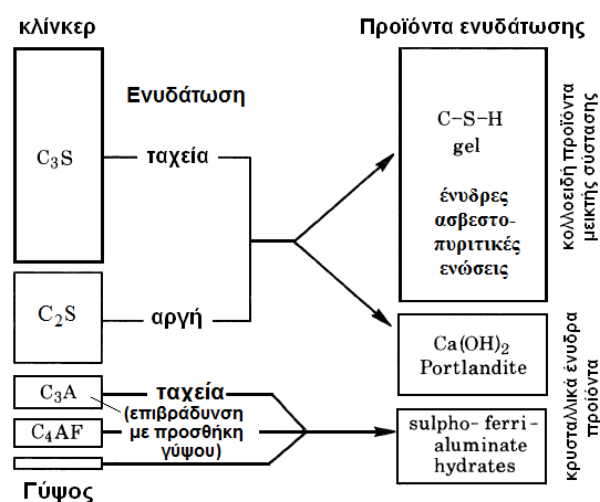 κλίνκερ
Προϊόντα ενυδάτωσης
Ενυδάτωση
C₃S
ταχεία
C₂S
αργή
C₃A
ταχεία
(επιβράδυνση
με προσθήκη
γύψου)
C₄AF
Γύψος
C–S–H
gel
ένυδρες
ασβεστο-
πυριτικές
ενώσεις
Ca(OH)₂
Portlandite
sulpho- ferri-
aluminate
hydrates
κολλοειδή προϊόντα
μεικτής σύστασης
κρυσταλλικά ένυδρα
προϊόντα